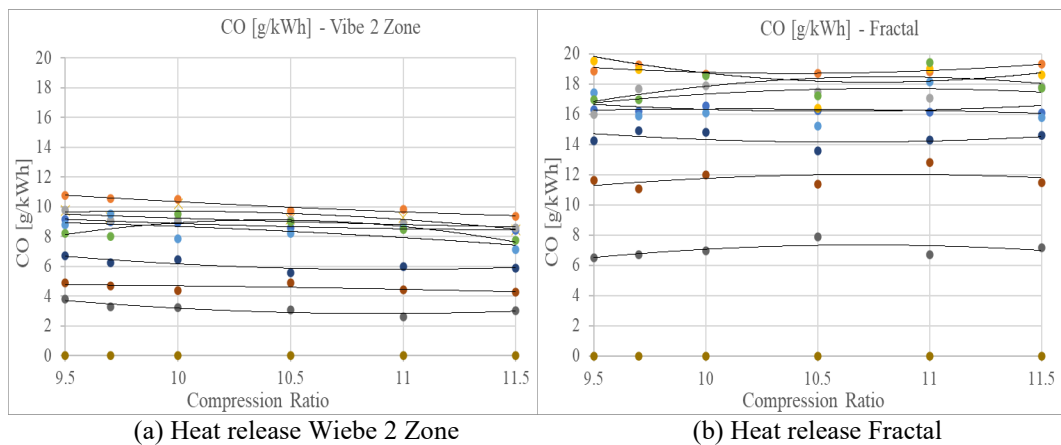 CO [g/kWh] - Vibe 2 Zone
20
18
16
14
12
10
8
6
4
2
0
CO [g/kWh]
9.5 10 10.5 11 11.5
Compression Ratio
(a) Heat release Wiebe 2 Zone
CO [g/kWh] - Fractal
20
18
16
14
12
10
8
6
4
2
0
CO [g/kWh]
9.5 10 10.5 11 11.5
Compression Ratio
(b) Heat release Fractal